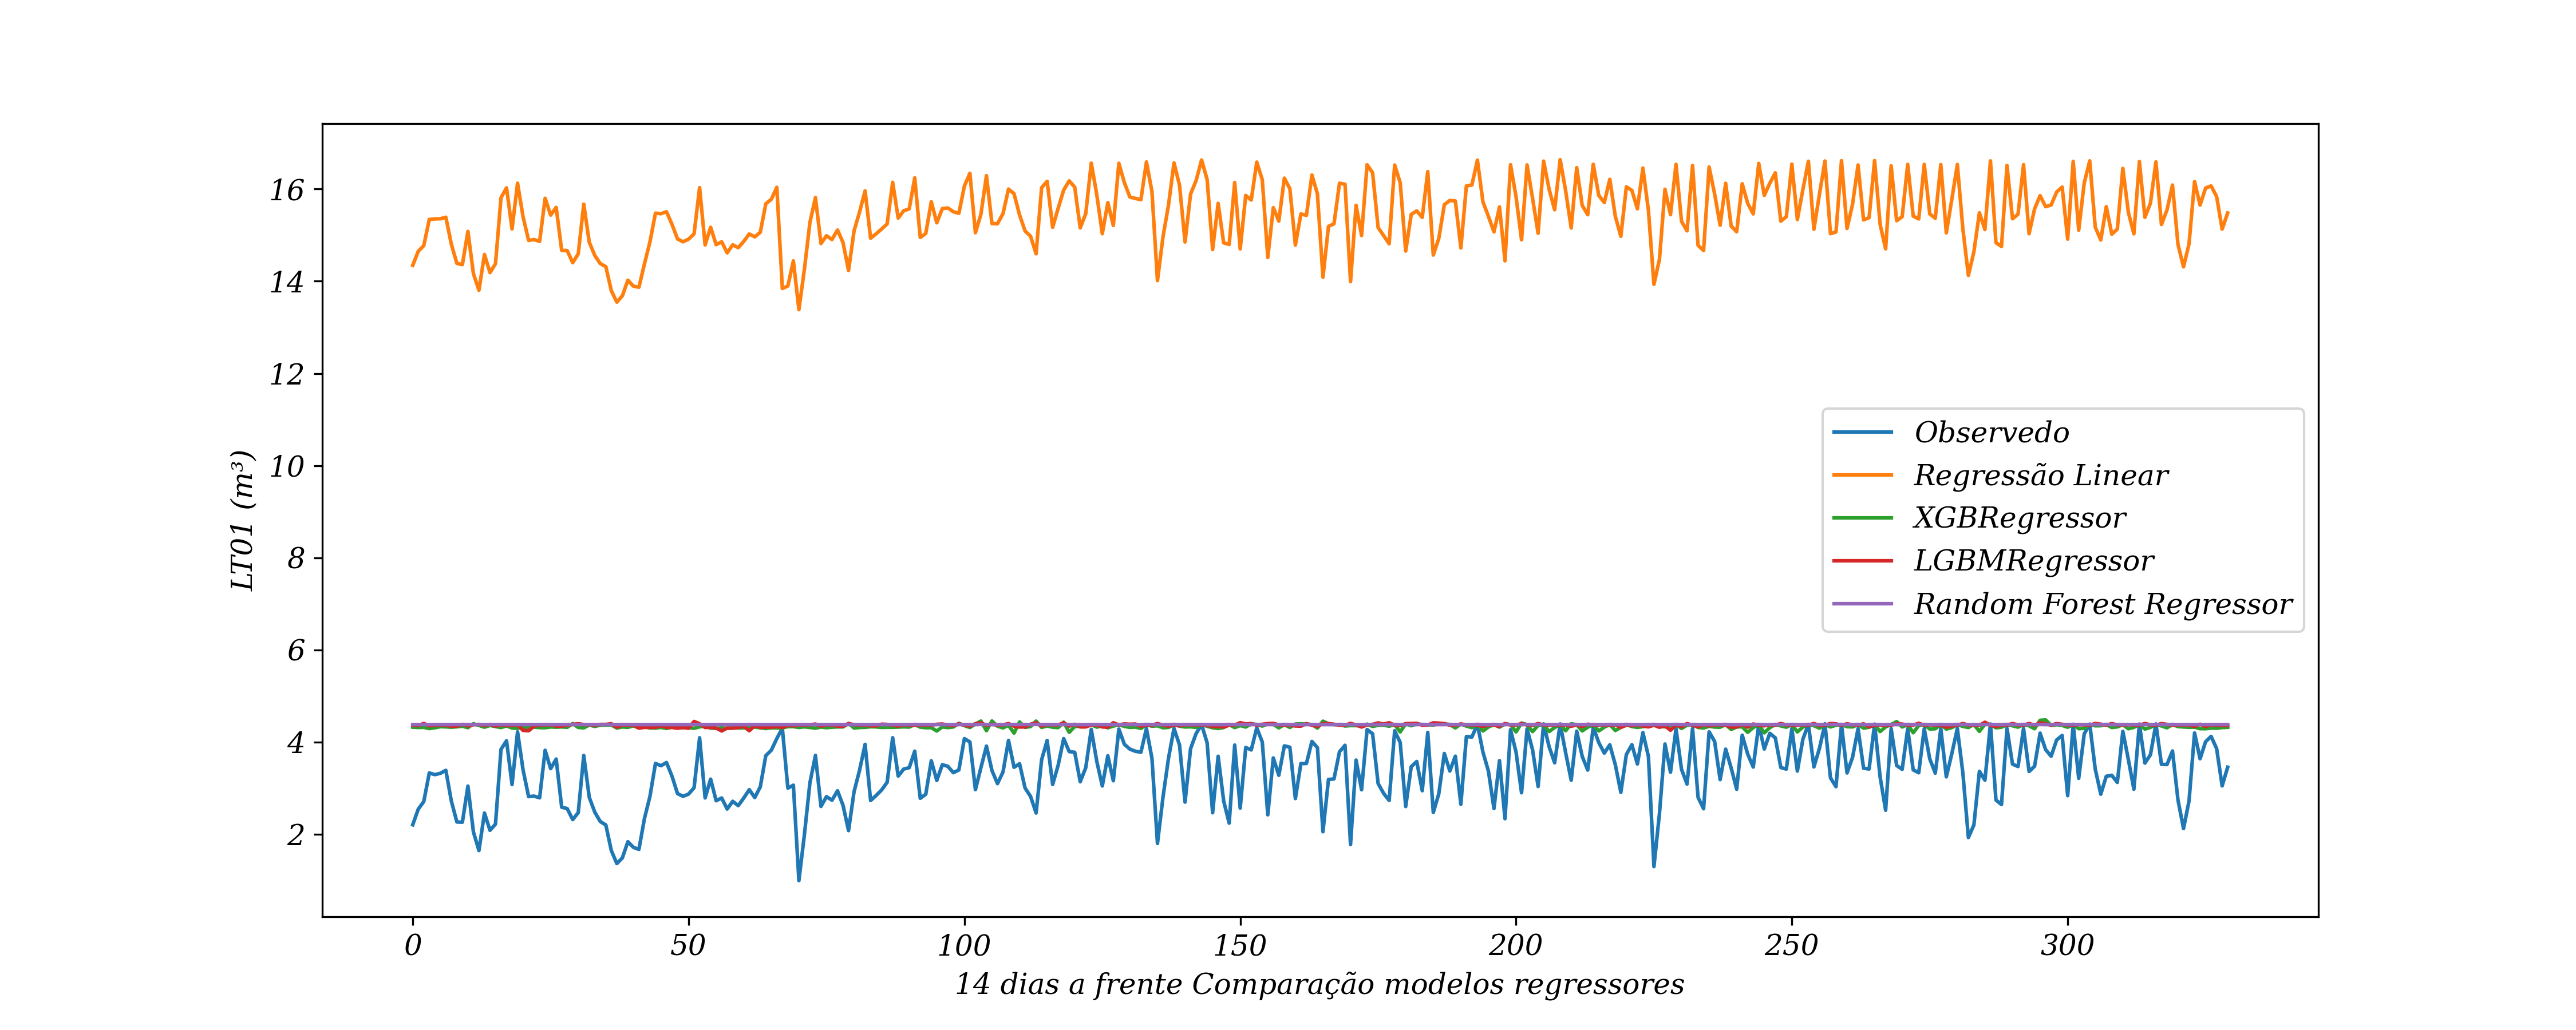 16
14
12
10
8
6
4
2
LT01 (m³)
Observedo
Regressão Linear
XGBRegressor
LGBMRegressor
Random Forest Regressor
0 50 100 150 200 250 300
14 dias a frente Comparação modelos regressores